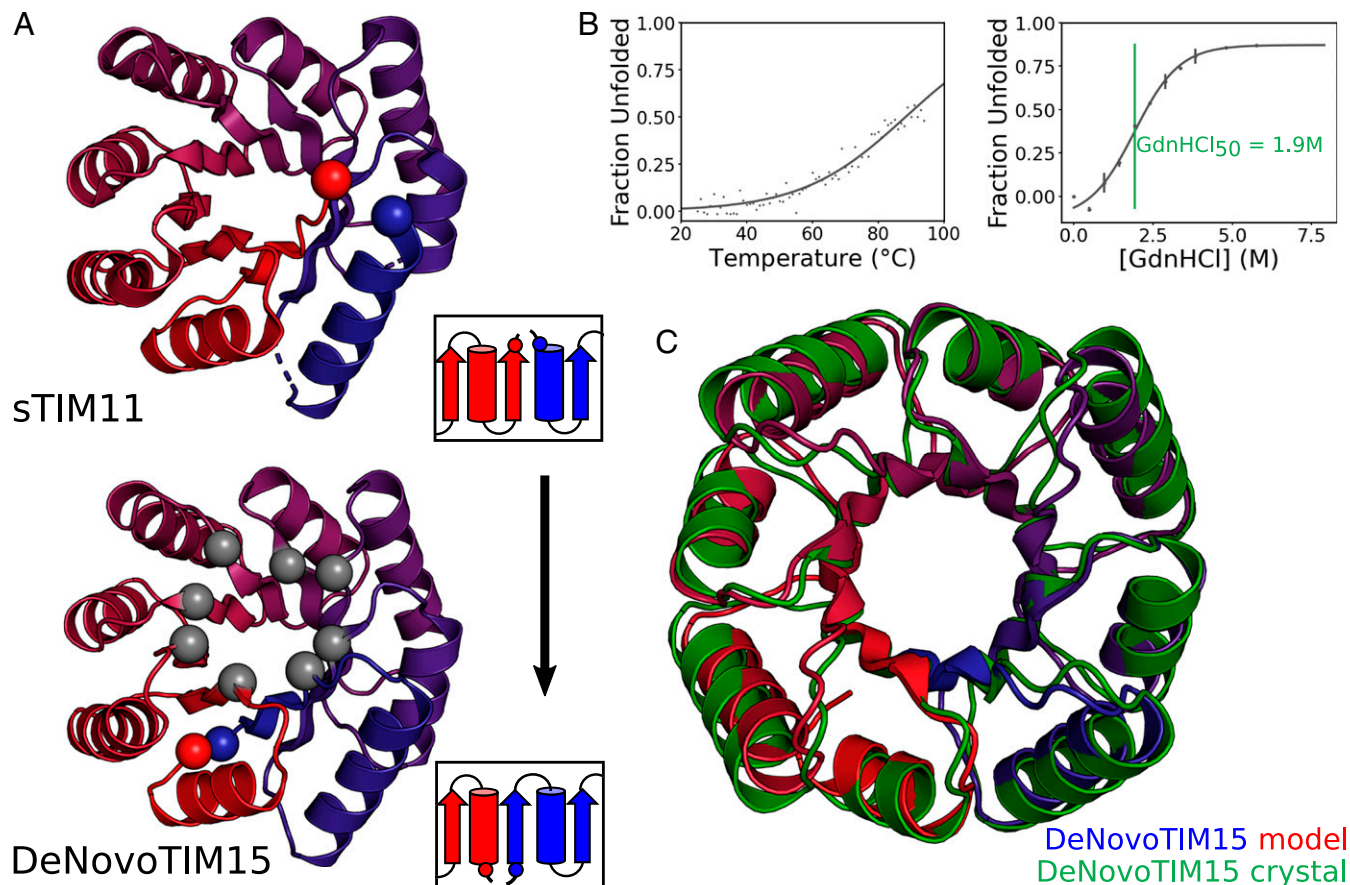 A
sTIM11
DeNovoTIM15
B
Fraction Unfolded
1.00
0.75
0.50
0.25
0.00
20
40
60
80
100
Temperature (°C)
Fraction Unfolded
1.00
0.75
0.50
0.25
0.00
GdnHCl50 = 1.9M
0.0
2.5
5.0
7.5
[GdnHCl] (M)
C
DeNovoTIM15 model
DeNovoTIM15 crystal